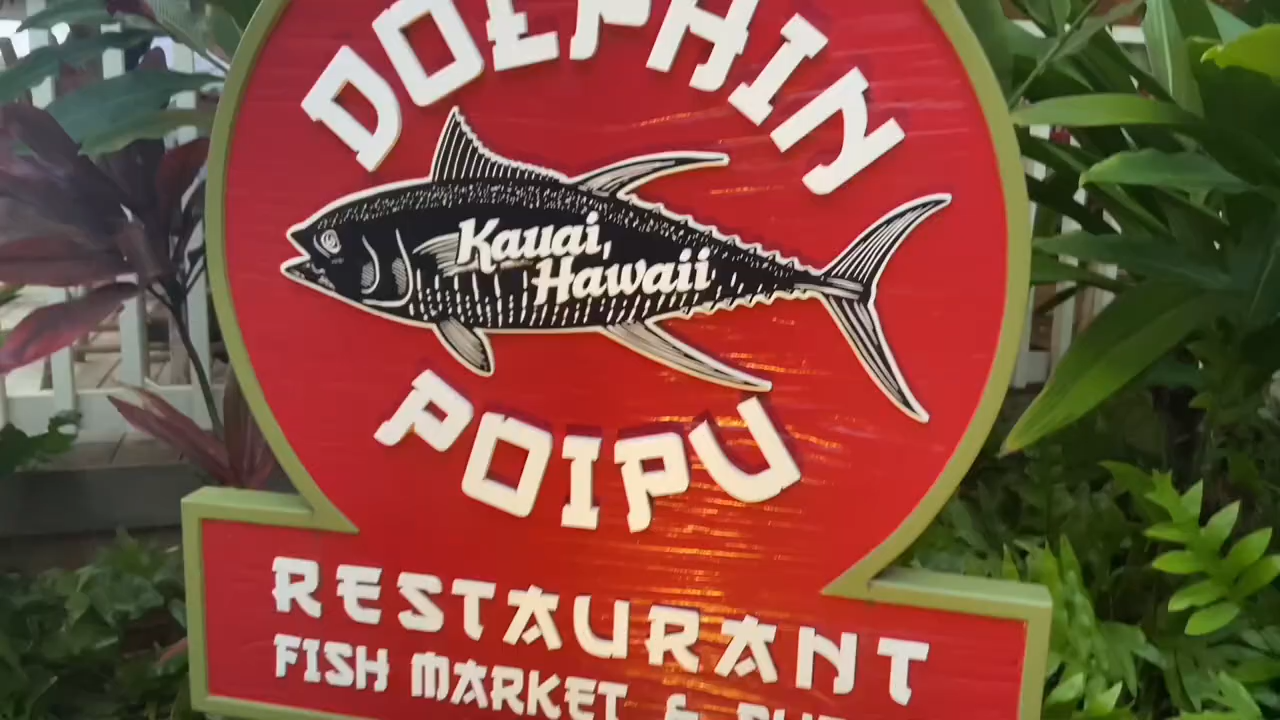 DOLPHIN
Kauai,
Hawaii
POIPU
RESTAURANT
FISH MARKET &